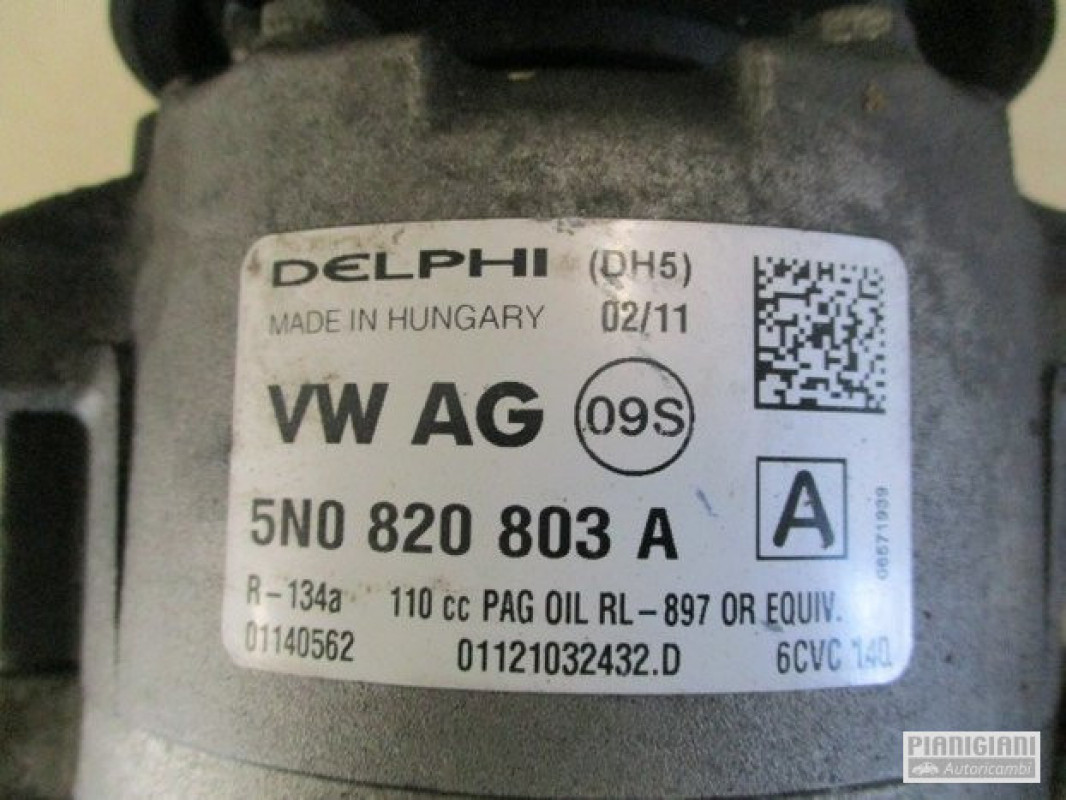 DELPHI (DH5)
MADE IN HUNGARY 02/11
VW AG 09S
5N0 820 803 A A
06571939
R-134a 110 cc PAG OIL RL-897 OR EQUIV.
01140562 01121032432.D 6CVC 140
PIANIGIANI
Autoricambi